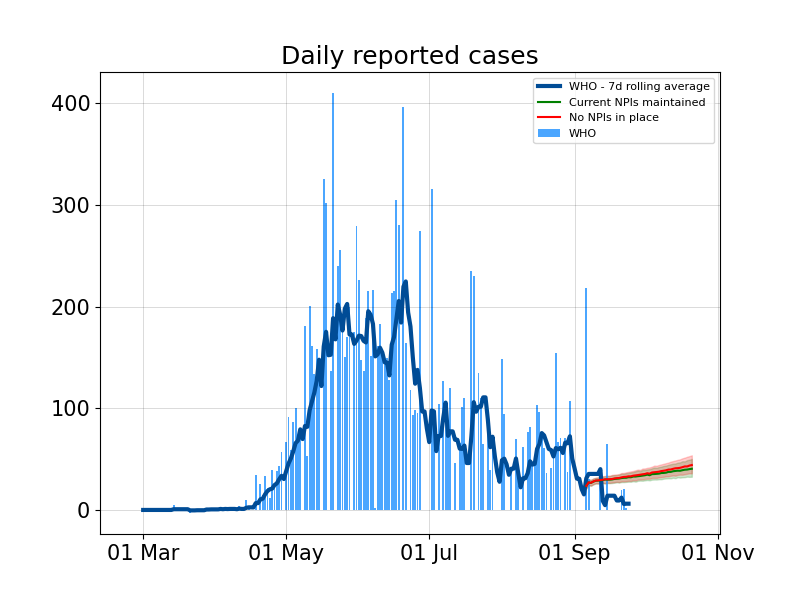 Daily reported cases
WHO - 7d rolling average
Current NPIs maintained
No NPIs in place
WHO
400
300
200
100
0
01 Mar
01 May
01 Jul
01 Sep
01 Nov